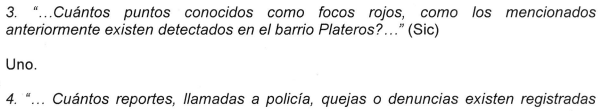 3. “…Cuántos puntos conocidos como focos rojos, como los mencionados
anteriormente existen detectados en el barrio Plateros?…” (Sic)
Uno.
4. “… Cuántos reportes, llamadas a policía, quejas o denuncias existen registradas